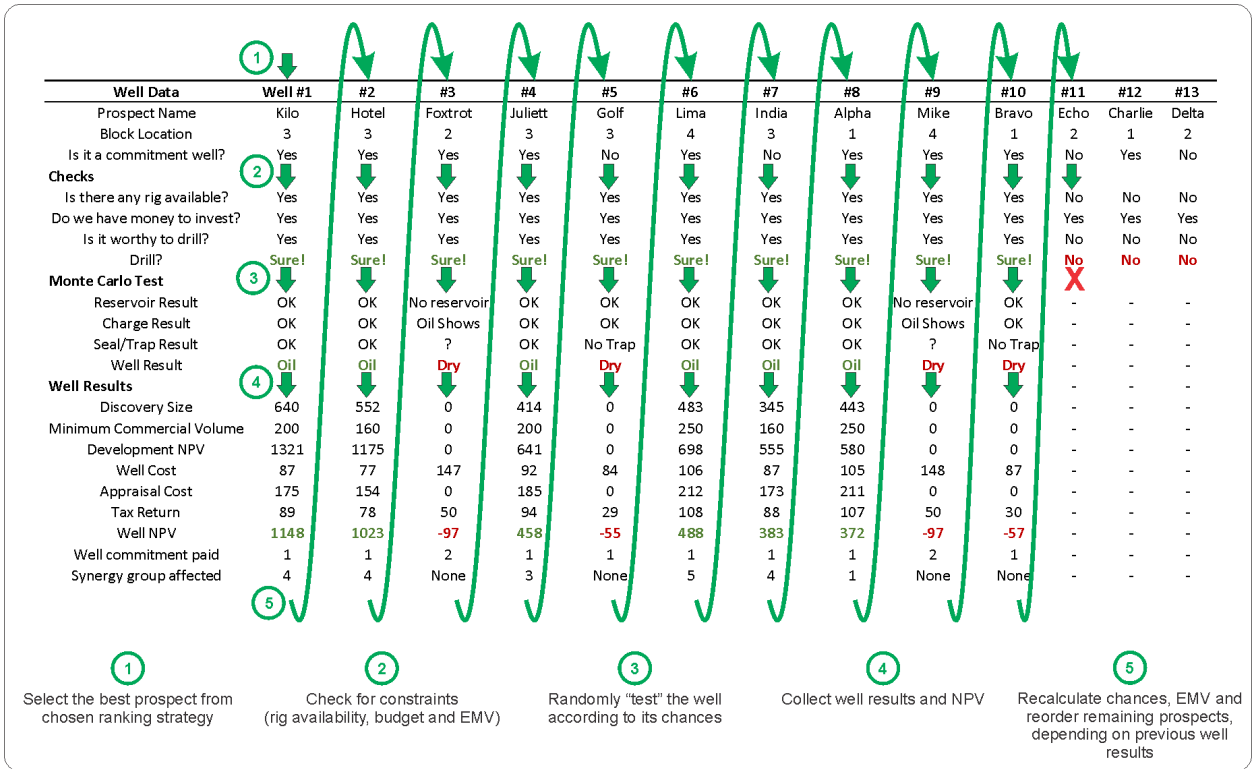 1
Well Data Well #1 #2 #3 #4 #5 #6 #7 #8 #9 #10 #11 #12 #13
Prospect Name Kilo Hotel Foxtrot Juliett Golf Lima India Alpha Mike Bravo Echo Charlie Delta
Block Location 3 3 2 3 3 4 3 1 4 1 2 1 2
Is it a commitment well? Yes Yes Yes Yes No Yes No Yes Yes Yes No Yes No
Checks 2
Is there any rig available? Yes Yes Yes Yes Yes Yes Yes Yes Yes Yes No No No
Do we have money to invest? Yes Yes Yes Yes Yes Yes Yes Yes Yes Yes Yes Yes Yes
Is it worthy to drill? Yes Yes Yes Yes Yes Yes Yes Yes Yes Yes No No No
Drill? Sure! Sure! Sure! Sure! Sure! Sure! Sure! Sure! Sure! Sure! No No No
Monte Carlo Test 3 X
Reservoir Result OK OK No reservoir OK OK OK OK OK No reservoir OK - - -
Charge Result OK OK Oil Shows OK OK OK OK OK Oil Shows OK - - -
Seal/Trap Result OK OK ? OK No Trap OK OK OK ? No Trap - - -
Well Result Oil Oil Dry Oil Dry Oil Oil Oil Dry Dry - - -
Well Results 4 - - -
Discovery Size 640 552 0 414 0 483 345 443 0 0 - - -
Minimum Commercial Volume 200 160 0 200 0 250 160 250 0 0 - - -
Development NPV 1321 1175 0 641 0 698 555 580 0 0 - - -
Well Cost 87 77 147 92 84 106 87 105 148 87 - - -
Appraisal Cost 175 154 0 185 0 212 173 211 0 0 - - -
Tax Return 89 78 50 94 29 108 88 107 50 30 - - -
Well NPV 1148 1023 -97 458 -55 488 383 372 -97 -57 - - -
Well commitment paid 1 1 2 1 1 1 1 1 2 1 - - -
Synergy group affected 4 4 None 3 None 5 4 1 None None - - -
5
1
Select the best prospect from
chosen ranking strategy
2
Check for constraints
(rig availability, budget and EMV)
3
Randomly “test” the well
according to its chances
4
Collect well results and NPV
5
Recalculate chances, EMV and
reorder remaining prospects,
depending on previous well
results